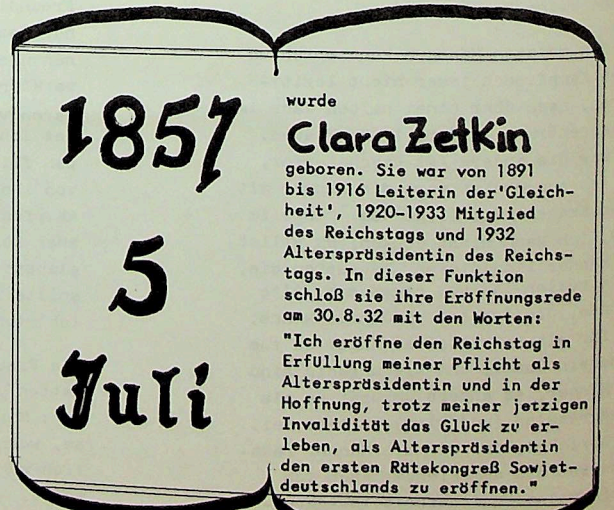 1857
5
Juli
wurde
Clara Zetkin
geboren. Sie war von 1891
bis 1916 Leiterin der 'Gleich-
heit', 1920-1933 Mitglied
des Reichstags und 1932
Alterspräsidentin des Reichs-
tags. In dieser Funktion
schloß sie ihre Eröffnungsrede
am 30.8.32 mit den Worten:
"Ich eröffne den Reichstag in
Erfüllung meiner Pflicht als
Alterspräsidentin und in der
Hoffnung, trotz meiner jetzigen
Invalidität das Glück zu er-
leben, als Alterspräsidentin
den ersten Rätekongreß Sowjet-
deutschlands zu eröffnen."